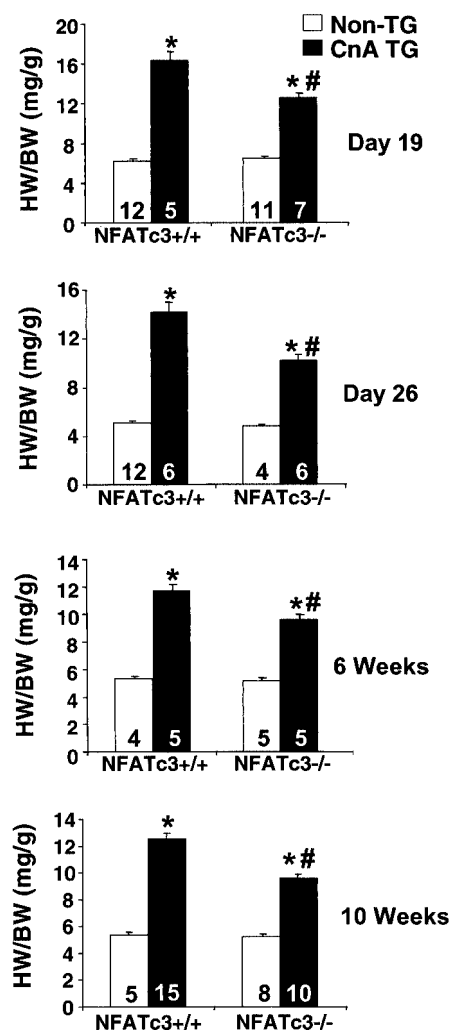 Non-TG
CnA TG
HW/BW (mg/g)
20
16
12
8
4
0
* * #
12 5 11 7
NFATc3+/+ NFATc3-/-
Day 19
HW/BW (mg/g)
16
12
8
4
0
* * #
12 6 4 6
NFATc3+/+ NFATc3-/-
Day 26
HW/BW (mg/g)
14
12
10
8
6
4
2
0
* *#
4 5 5 5
NFATc3+/+ NFATc3-/-
6 Weeks
HW/BW (mg/g)
14
12
10
8
6
4
2
0
* *#
5 15 8 10
NFATc3+/+ NFATc3-/-
10 Weeks